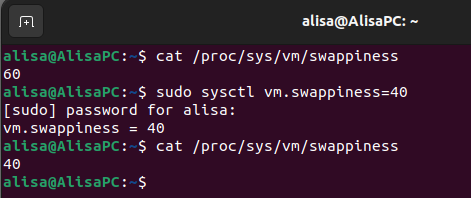 alisa@AlisaPC: ~
alisa@AlisaPC:~$ cat /proc/sys/vm/swappiness
60
alisa@AlisaPC:~$ sudo sysctl vm.swappiness=40
[sudo] password for alisa:
vm.swappiness = 40
alisa@AlisaPC:~$ cat /proc/sys/vm/swappiness
40
alisa@AlisaPC:~$